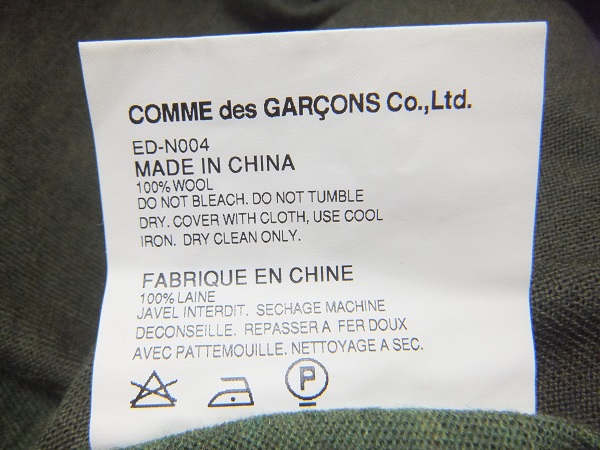 COMME des GARÇONS Co.,Ltd.
ED-N004
MADE IN CHINA
100% WOOL
DO NOT BLEACH. DO NOT TUMBLE
DRY. COVER WITH CLOTH, USE COOL
IRON. DRY CLEAN ONLY.
FABRIQUE EN CHINE
100% LAINE
JAVEL INTERDIT. SECHAGE MACHINE
DECONSEILLE. REPASSER A FER DOUX
AVEC PATTEMOUILLE. NETTOYAGE A SEC.
P